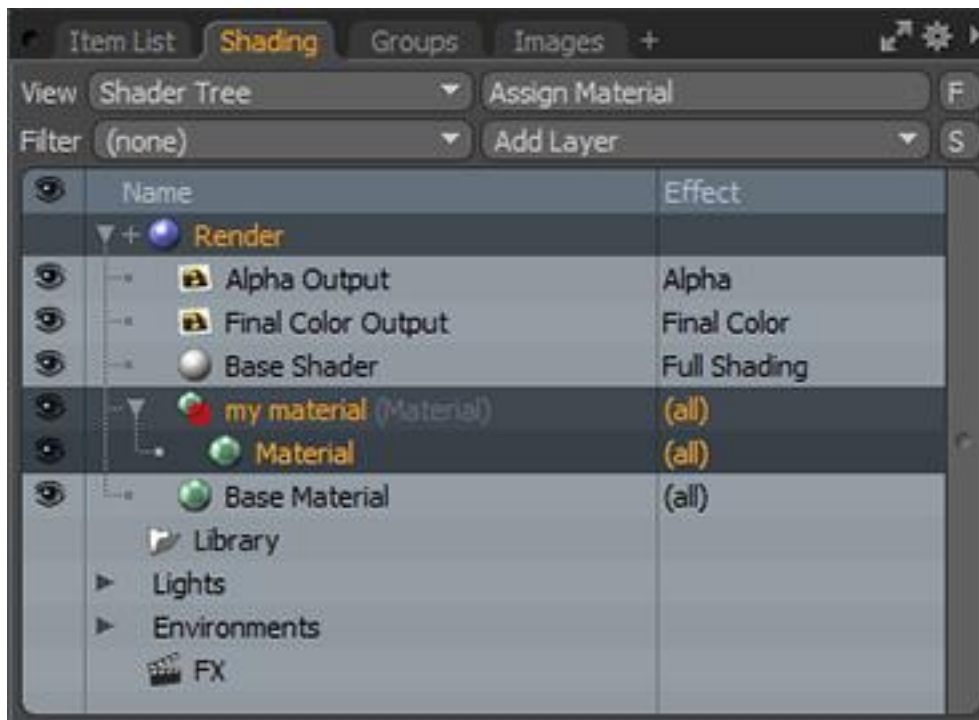 Item List Shading Groups Images +
View Shader Tree Assign Material F
Filter (none) Add Layer S
Name Effect
+ Render
Alpha Output Alpha
Final Color Output Final Color
Base Shader Full Shading
my material (Material) (all)
Material (all)
Base Material (all)
Library
Lights
Environments
FX